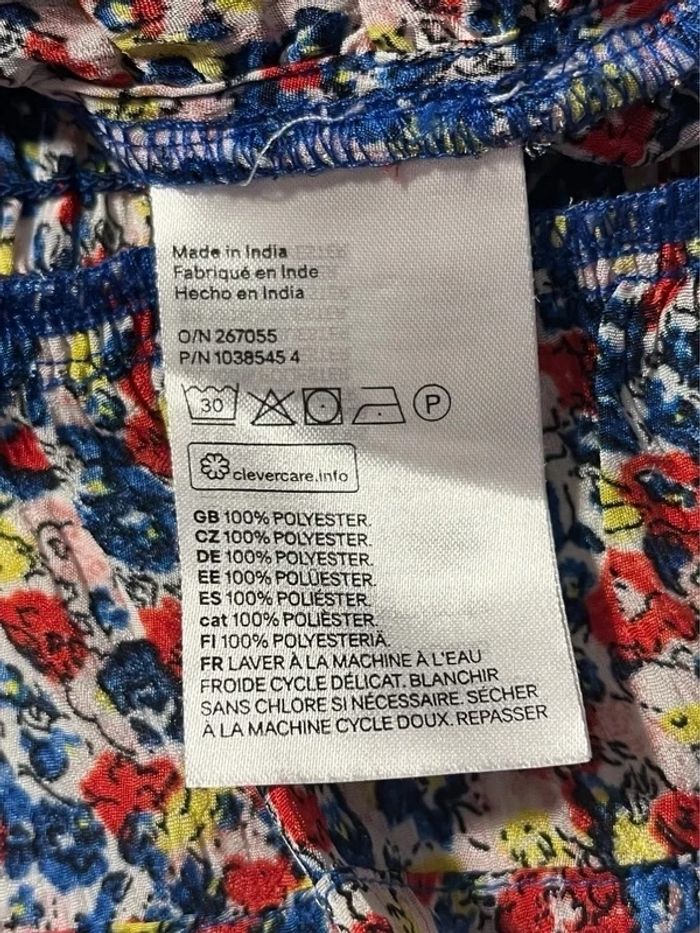 Made in India
Fabriqué en Inde
Hecho en India
O/N 267055
P/N 1038545 4
30 P
clevercare.info
GB 100% POLYESTER.
CZ 100% POLYESTER.
DE 100% POLYESTER.
EE 100% POLÜESTER.
ES 100% POLIÉSTER.
cat 100% POLIÈSTER.
FI 100% POLYESTERIÄ.
FR LAVER À LA MACHINE À L'EAU
FROIDE CYCLE DÉLICAT. BLANCHIR
SANS CHLORE SI NÉCESSAIRE. SÉCHER
À LA MACHINE CYCLE DOUX. REPASSER